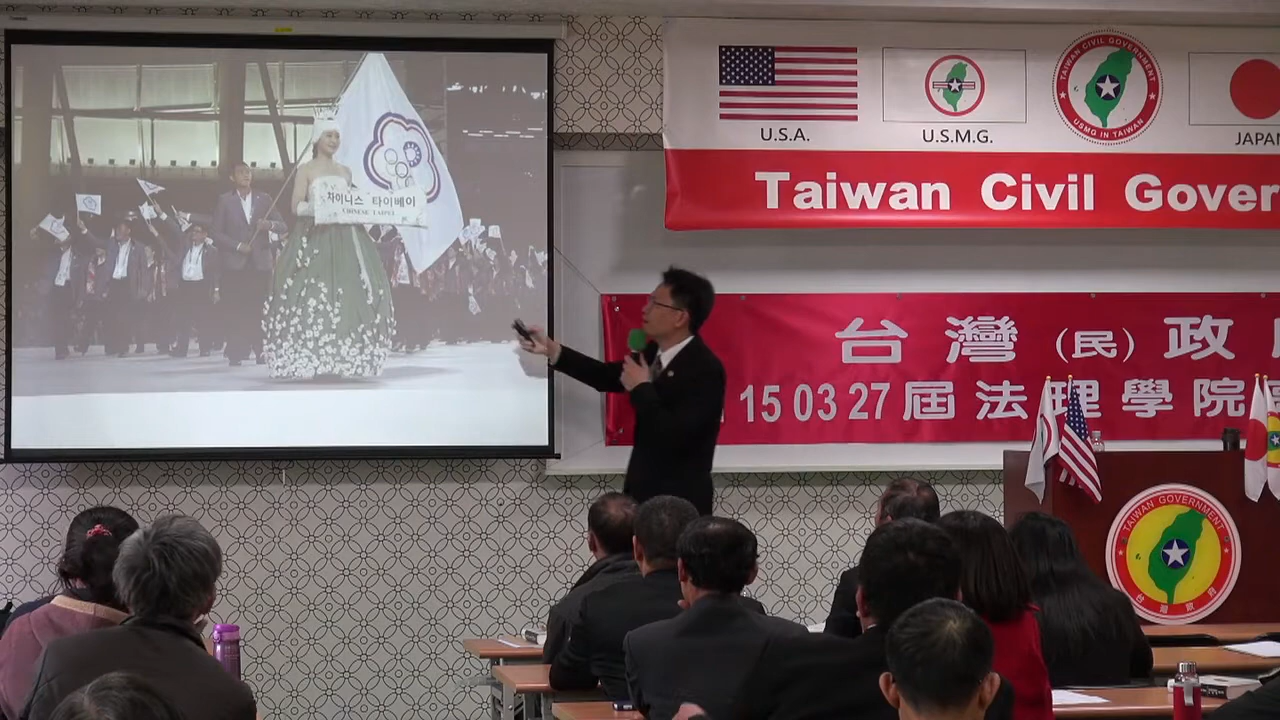 차이니스 타이베이
CHINESE TAIPEI
U.S.A.
U.S.M.G.
TAIWAN CIVIL GOVERNMENT
USMG IN TAIWAN
JAPA
Taiwan Civil Gover
台灣(民)政
15 03 27 屆法理學院
TAIWAN GOVERNMENT
台灣政府